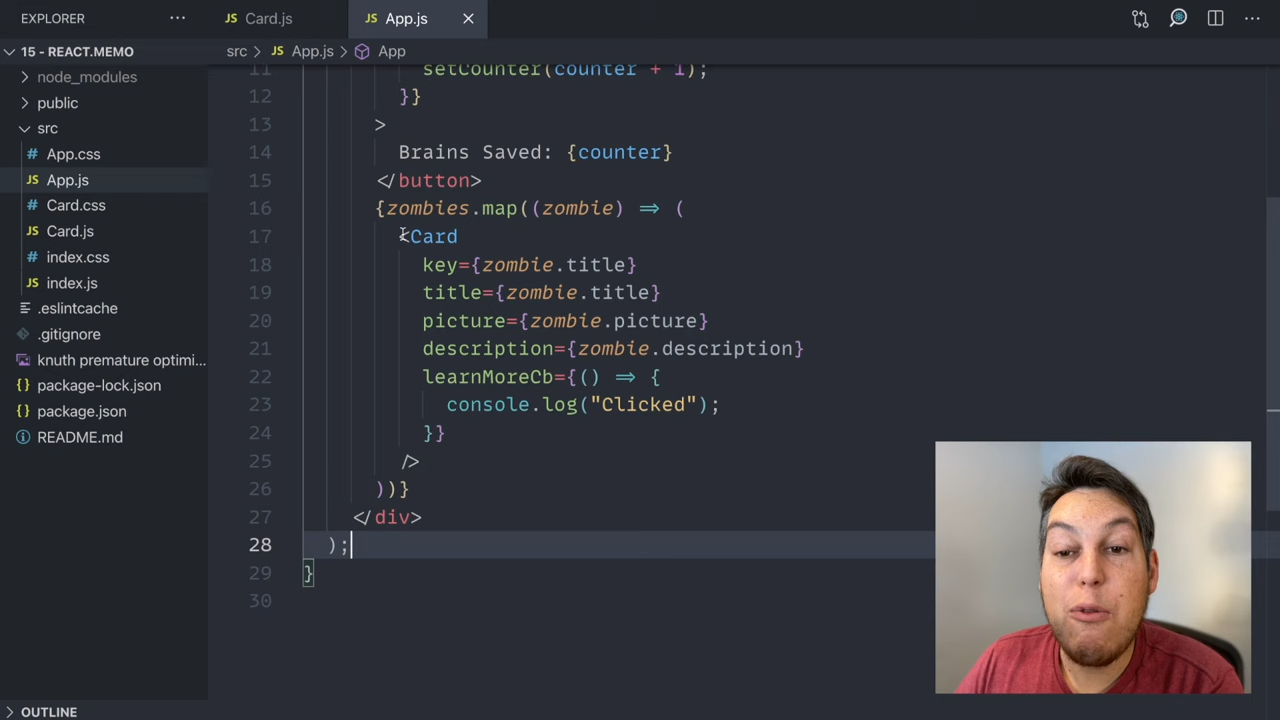 EXPLORER
Card.js
App.js
15 - REACT.MEMO
src > App.js > App
node_modules
public
src
App.css
App.js
Card.css
Card.js
index.css
index.js
.eslintcache
.gitignore
knuth premature optimi...
package-lock.json
package.json
README.md
OUTLINE
11 setCounter(counter + 1);
12 }}
13 >
14 Brains Saved: {counter}
15 </button>
16 {zombies.map((zombie) => (
17 <Card
18 key={zombie.title}
19 title={zombie.title}
20 picture={zombie.picture}
21 description={zombie.description}
22 learnMoreCb={() => {
23 console.log("Clicked");
24 }}
25 />
26 ))}
27 </div>
28 );
29 }
30